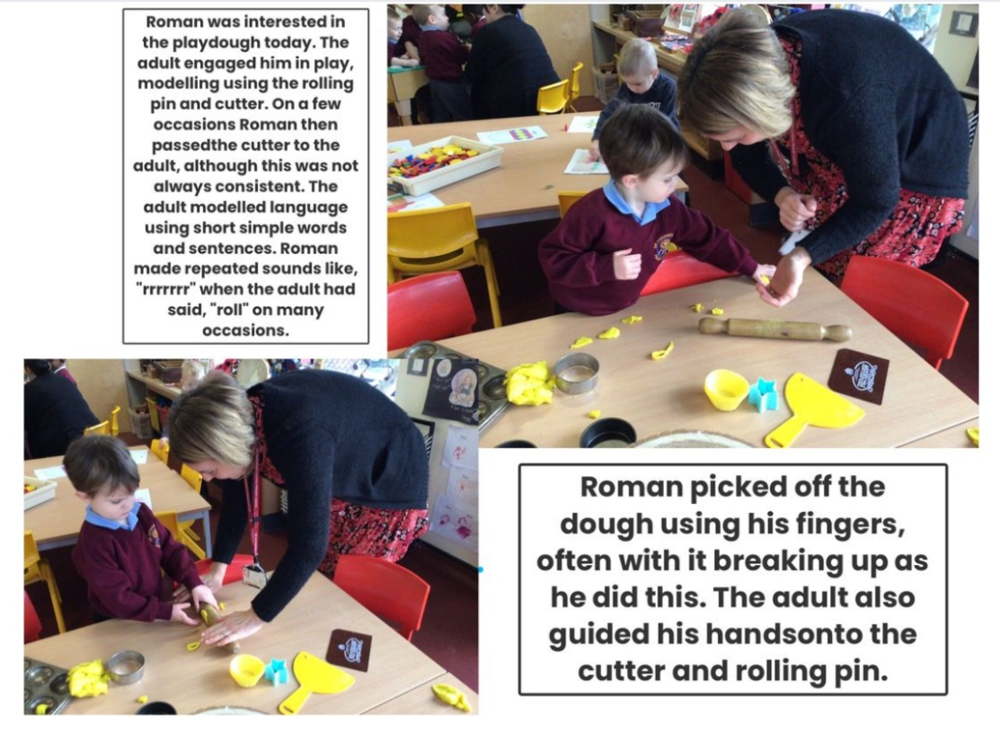 Roman was interested in
the playdough today. The
adult engaged him in play,
modelling using the rolling
pin and cutter. On a few
occasions Roman then
passedthe cutter to the
adult, although this was not
always consistent. The
adult modelled language
using short simple words
and sentences. Roman
made repeated sounds like,
"rrrrrrr" when the adult had
said, "roll" on many
occasions.
Roman picked off the
dough using his fingers,
often with it breaking up as
he did this. The adult also
guided his handsonto the
cutter and rolling pin.